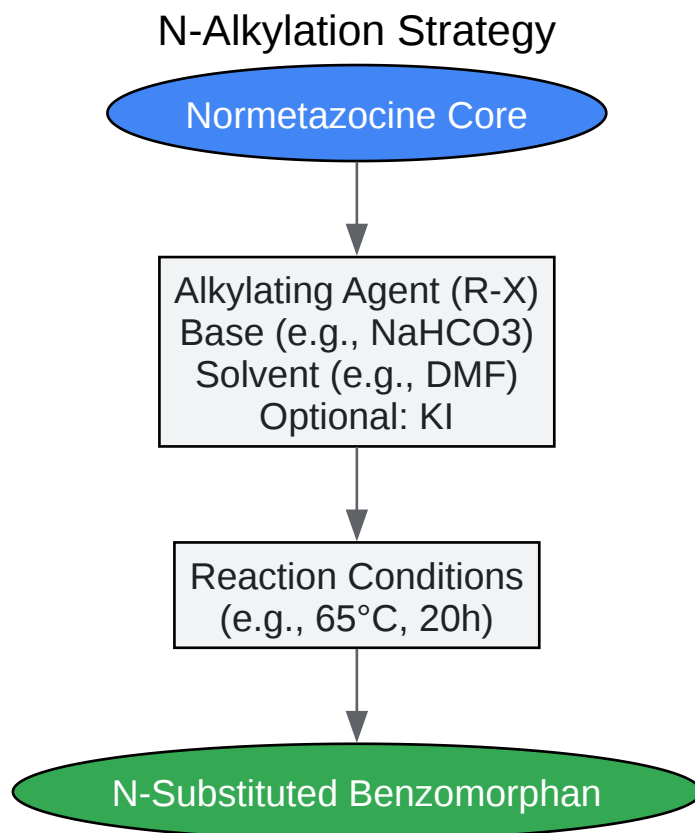 N-Alkylation Strategy
Normetazocine Core
Alkylating Agent (R-X)
Base (e.g., NaHCO3)
Solvent (e.g., DMF)
Optional: KI
Reaction Conditions
(e.g., 65°C, 20h)
N-Substituted Benzomorphan